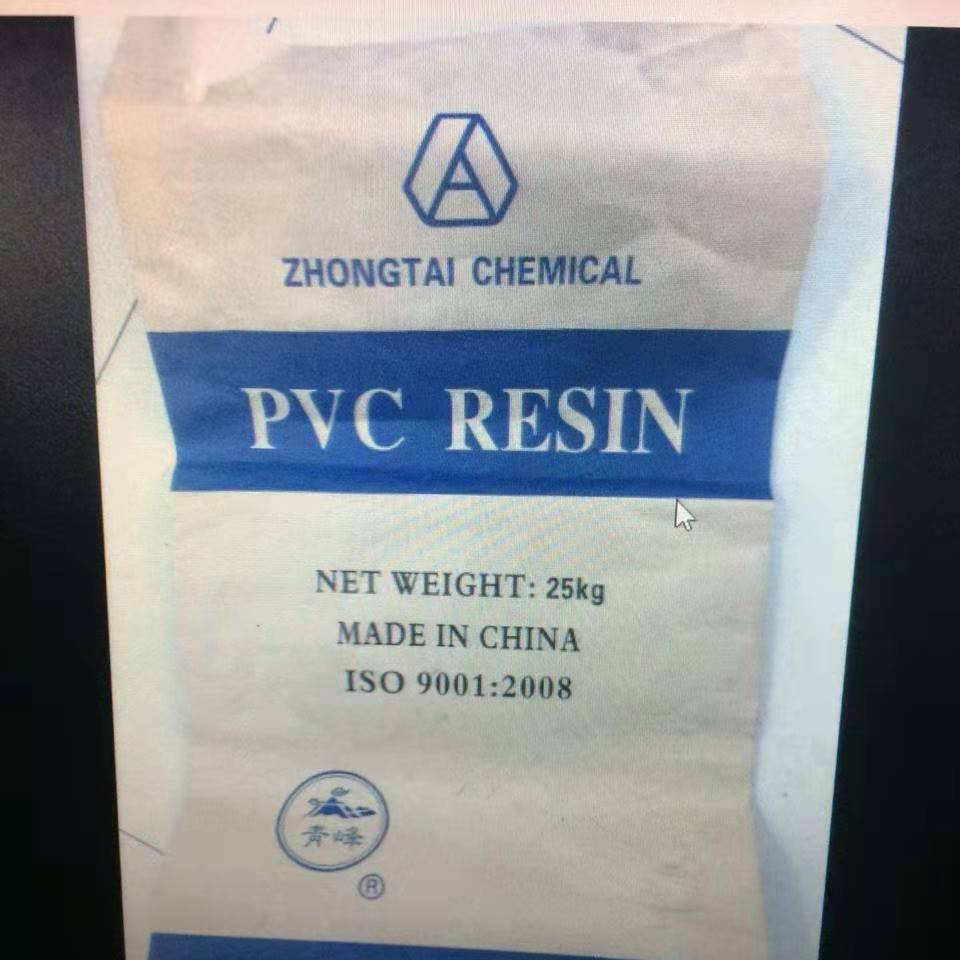 ZHONGTAI CHEMICAL
PVC RESIN
NET WEIGHT: 25kg
MADE IN CHINA
ISO 9001:2008
青峰
®